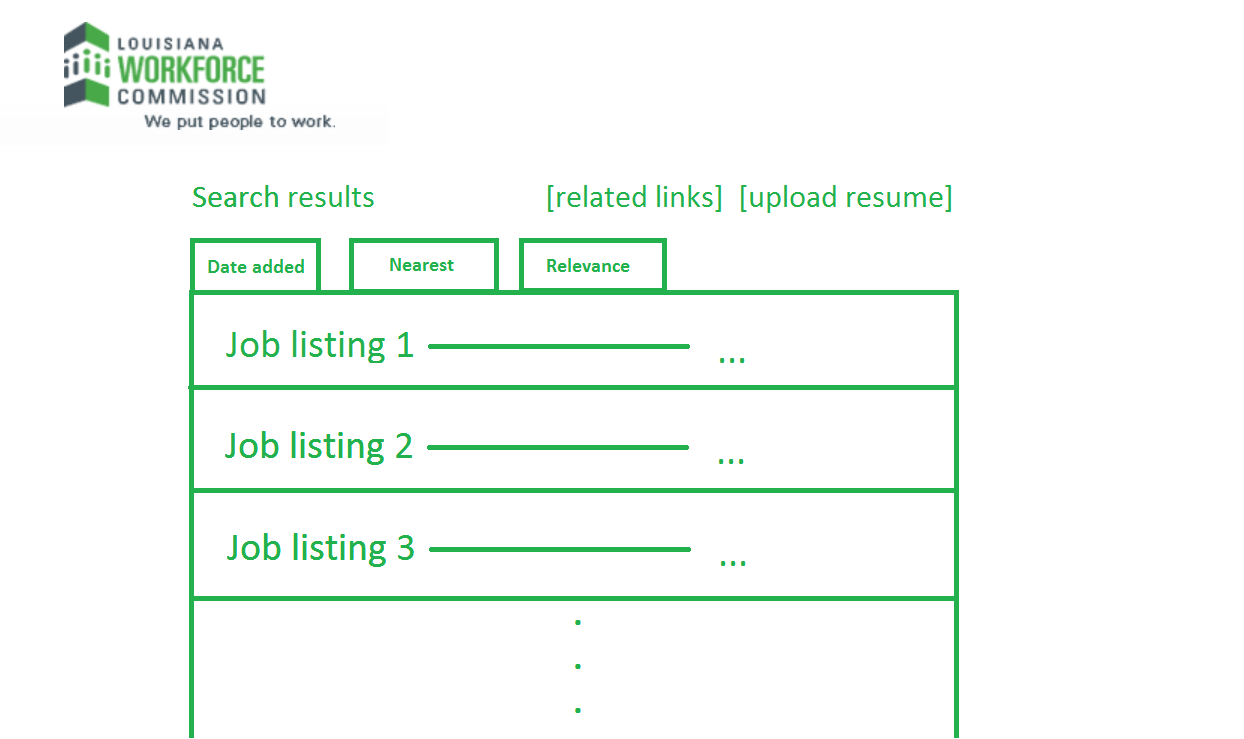 LOUISIANA
WORKFORCE
COMMISSION
We put people to work.
Search results [related links] [upload resume]
Date added Nearest Relevance
Job listing 1 ...
Job listing 2 ...
Job listing 3 ...
.
.
.